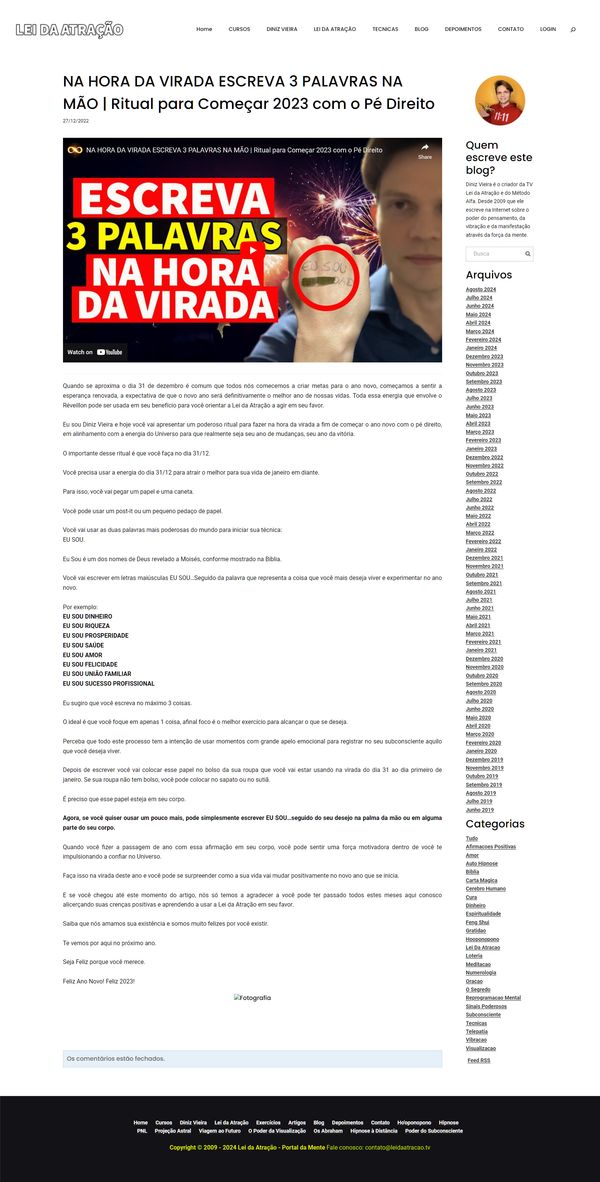 LEI DA ATRAÇÃO
Home CURSOS DINIZ VIEIRA LEI DA ATRAÇÃO TECNICAS BLOG DEPOIMENTOS CONTATO LOGIN
NA HORA DA VIRADA ESCREVA 3 PALAVRAS NA
MÃO | Ritual para Começar 2023 com o Pé Direito
27/12/2022
NA HORA DA VIRADA ESCREVA 3 PALAVRAS NA MÃO | Ritual para Começar 2023 com o Pé Direito
Share
ESCREVA
3 PALAVRAS
NA HORA
DA VIRADA
EU SOU
Watch on YouTube
Quando se aproxima o dia 31 de dezembro é comum que todos nós comecemos a criar metas para o ano novo, começamos a sentir a
esperança renovada, a expectativa de que o novo ano será definitivamente o melhor ano de nossas vidas. Toda essa energia que envolve o
Réveillon pode ser usada em seu benefício para você orientar a Lei da Atração a agir em seu favor.
Eu sou Diniz Vieira e hoje você vai apresentar um poderoso ritual para fazer na hora da virada a fim de começar o ano novo com o pé direito,
em alinhamento com a energia do Universo para que realmente seja seu ano de mudanças, seu ano da vitória.
O importante desse ritual é que você faça no dia 31/12.
Você precisa usar a energia do dia 31/12 para atrair o melhor para sua vida de janeiro em diante.
Para isso, você vai pegar um papel e uma caneta.
Você pode usar um post-it ou um pequeno pedaço de papel.
Você vai usar as duas palavras mais poderosas do mundo para iniciar sua técnica:
EU SOU.
Eu Sou é um dos nomes de Deus revelado a Moisés, conforme mostrado na Bíblia.
Você vai escrever em letras maiúsculas EU SOU...Seguido da palavra que representa a coisa que você mais deseja viver e experimentar no ano
novo.
Por exemplo:
EU SOU DINHEIRO
EU SOU RIQUEZA
EU SOU PROSPERIDADE
EU SOU SAÚDE
EU SOU AMOR
EU SOU FELICIDADE
EU SOU UNIÃO FAMILIAR
EU SOU SUCESSO PROFISSIONAL
Eu sugiro que você escreva no máximo 3 coisas.
O ideal é que você foque em apenas 1 coisa, afinal foco é o melhor exercício para alcançar o que se deseja.
Perceba que todo este processo tem a intenção de usar momentos com grande apelo emocional para registrar no seu subconsciente aquilo
que você deseja viver.
Depois de escrever você vai colocar esse papel no bolso da sua roupa que você vai estar usando na virada do dia 31 ao dia primeiro de
janeiro. Se sua roupa não tem bolso, você pode colocar no sapato ou no sutiã.
É preciso que esse papel esteja em seu corpo.
Agora, se você quiser ousar um pouco mais, pode simplesmente escrever EU SOU...seguido do seu desejo na palma da mão ou em alguma
parte do seu corpo.
Quando você fizer a passagem de ano com essa afirmação em seu corpo, você pode sentir uma força motivadora dentro de você te
impulsionando a confiar no Universo.
Faça isso na virada deste ano e você pode se surpreender como a sua vida vai mudar positivamente no novo ano que se inicia.
E se você chegou até este momento do artigo, nós só temos a agradecer a você pode ter passado todos estes meses aqui conosco
alicerçando suas crenças positivas e aprendendo a usar a Lei da Atração em seu favor.
Saiba que nós amamos sua existência e somos muito felizes por você existir.
Te vemos por aqui no próximo ano.
Seja Feliz porque você merece.
Feliz Ano Novo! Feliz 2023!
Fotografia
Os comentários estão fechados.
11:11
Quem
escreve este
blog?
Diniz Vieira é o criador da TV
Lei da Atração e do Método
Alfa. Desde 2009 que ele
escreve na Internet sobre o
poder do pensamento, da
vibração e da manifestação
através da força da mente.
Busca
Arquivos
Agosto 2024
Julho 2024
Junho 2024
Maio 2024
Abril 2024
Março 2024
Fevereiro 2024
Janeiro 2024
Dezembro 2023
Novembro 2023
Outubro 2023
Setembro 2023
Agosto 2023
Julho 2023
Junho 2023
Maio 2023
Abril 2023
Março 2023
Fevereiro 2023
Janeiro 2023
Dezembro 2022
Novembro 2022
Outubro 2022
Setembro 2022
Agosto 2022
Julho 2022
Junho 2022
Maio 2022
Abril 2022
Março 2022
Fevereiro 2022
Janeiro 2022
Dezembro 2021
Novembro 2021
Outubro 2021
Setembro 2021
Agosto 2021
Julho 2021
Junho 2021
Maio 2021
Abril 2021
Março 2021
Fevereiro 2021
Janeiro 2021
Dezembro 2020
Novembro 2020
Outubro 2020
Setembro 2020
Agosto 2020
Julho 2020
Junho 2020
Maio 2020
Abril 2020
Março 2020
Fevereiro 2020
Janeiro 2020
Dezembro 2019
Novembro 2019
Outubro 2019
Setembro 2019
Agosto 2019
Julho 2019
Junho 2019
Categorias
Tudo
Afirmacoes Positivas
Amor
Auto Hipnose
Bíblia
Carta Magica
Cerebro Humano
Cura
Dinheiro
Espiritualidade
Feng Shui
Gratidao
Hooponopono
Lei Da Atracao
Loteria
Meditacao
Numerologia
Oracao
O Segredo
Reprogramacao Mental
Sinais Poderosos
Subconsciente
Tecnicas
Telepatia
Vibracao
Visualizacao
Feed RSS
Home Cursos Diniz Vieira Lei da Atração Exercícios Artigos Blog Depoimentos Contato Ho'oponopono Hipnose
PNL Projeção Astral Viagem ao Futuro O Poder da Visualização Os Abraham Hipnose à Distância Poder do Subconsciente
Copyright © 2009 - 2024 Lei da Atração - Portal da Mente Fale conosco: contato@leidaatracao.tv